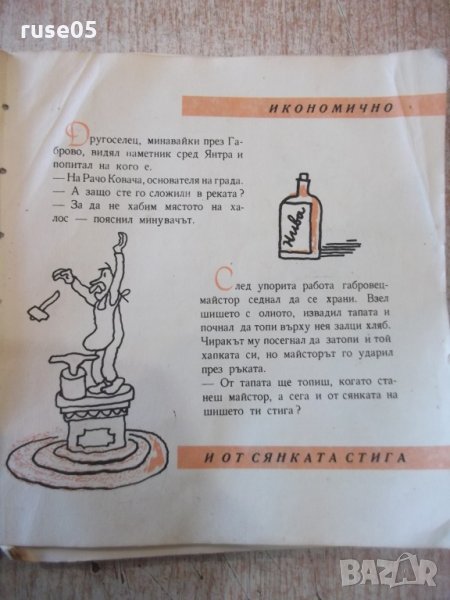 ruse05
ИКОНОМИЧНО
Другоселец, минавайки през Га-
брово, видял паметник сред Янтра и
попитал на кого е.
— На Рачо Ковача, основателя на града.
— А защо сте го сложили в реката?
— За да не хабим мястото на ха-
лос — пояснил минувачът.
Нива
След упорита работа габровец-
майстор седнал да се храни. Взел
шишето с олиото, извадил тапата и
почнал да топи върху нея залци хляб.
Чиракът му посегнал да затопи и той
хапката си, но майсторът го ударил
през ръката.
— От тапата ще топиш, когато ста-
неш майстор, а сега и от сянката на
шишето ти стига?
И ОТ СЯНКАТА СТИГА
BAZAR